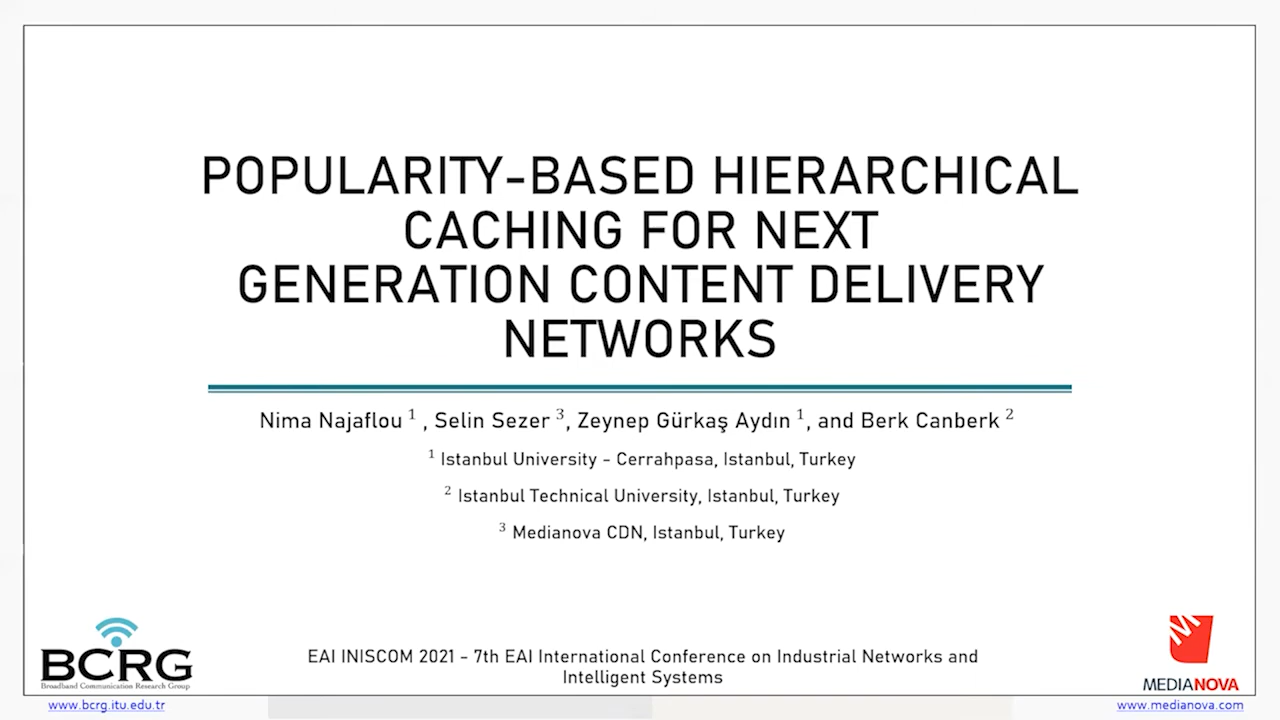 POPULARITY-BASED HIERARCHICAL
CACHING FOR NEXT
GENERATION CONTENT DELIVERY
NETWORKS
Nima Najaflou 1 , Selin Sezer 3, Zeynep Gürkaş Aydın 1, and Berk Canberk 2
1 Istanbul University - Cerrahpasa, Istanbul, Turkey
2 Istanbul Technical University, Istanbul, Turkey
3 Medianova CDN, Istanbul, Turkey
BCRG
Broadband Communication Research Group
www.bcrg.itu.edu.tr
EAI INISCOM 2021 - 7th EAI International Conference on Industrial Networks and
Intelligent Systems
MEDIANOVA
www.medianova.com